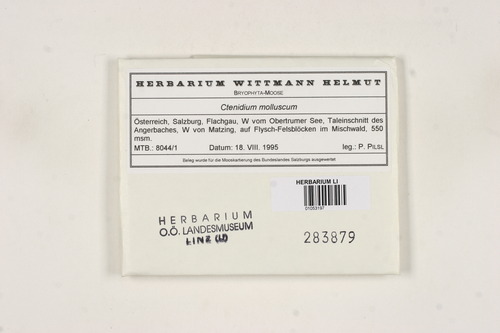 HERBARIUM WITTMANN HELMUT
BRYOPHYTA-MOOSE
Ctenidium molluscum
Österreich, Salzburg, Flachgau, W vom Obertrumer See, Taleinschnitt des
Angerbaches, W von Matzing, auf Flysch-Felsblöcken im Mischwald, 550
msm.
MTB.: 8044/1 Datum: 18. VIII. 1995 leg.: P. PILSL
Beleg wurde für die Mooskartierung des Bundeslandes Salzburg ausgewertet
HERBARIUM LI
01053197
HERBARIUM
O.Ö. LANDESMUSEUM
LINZ (LI)
283879